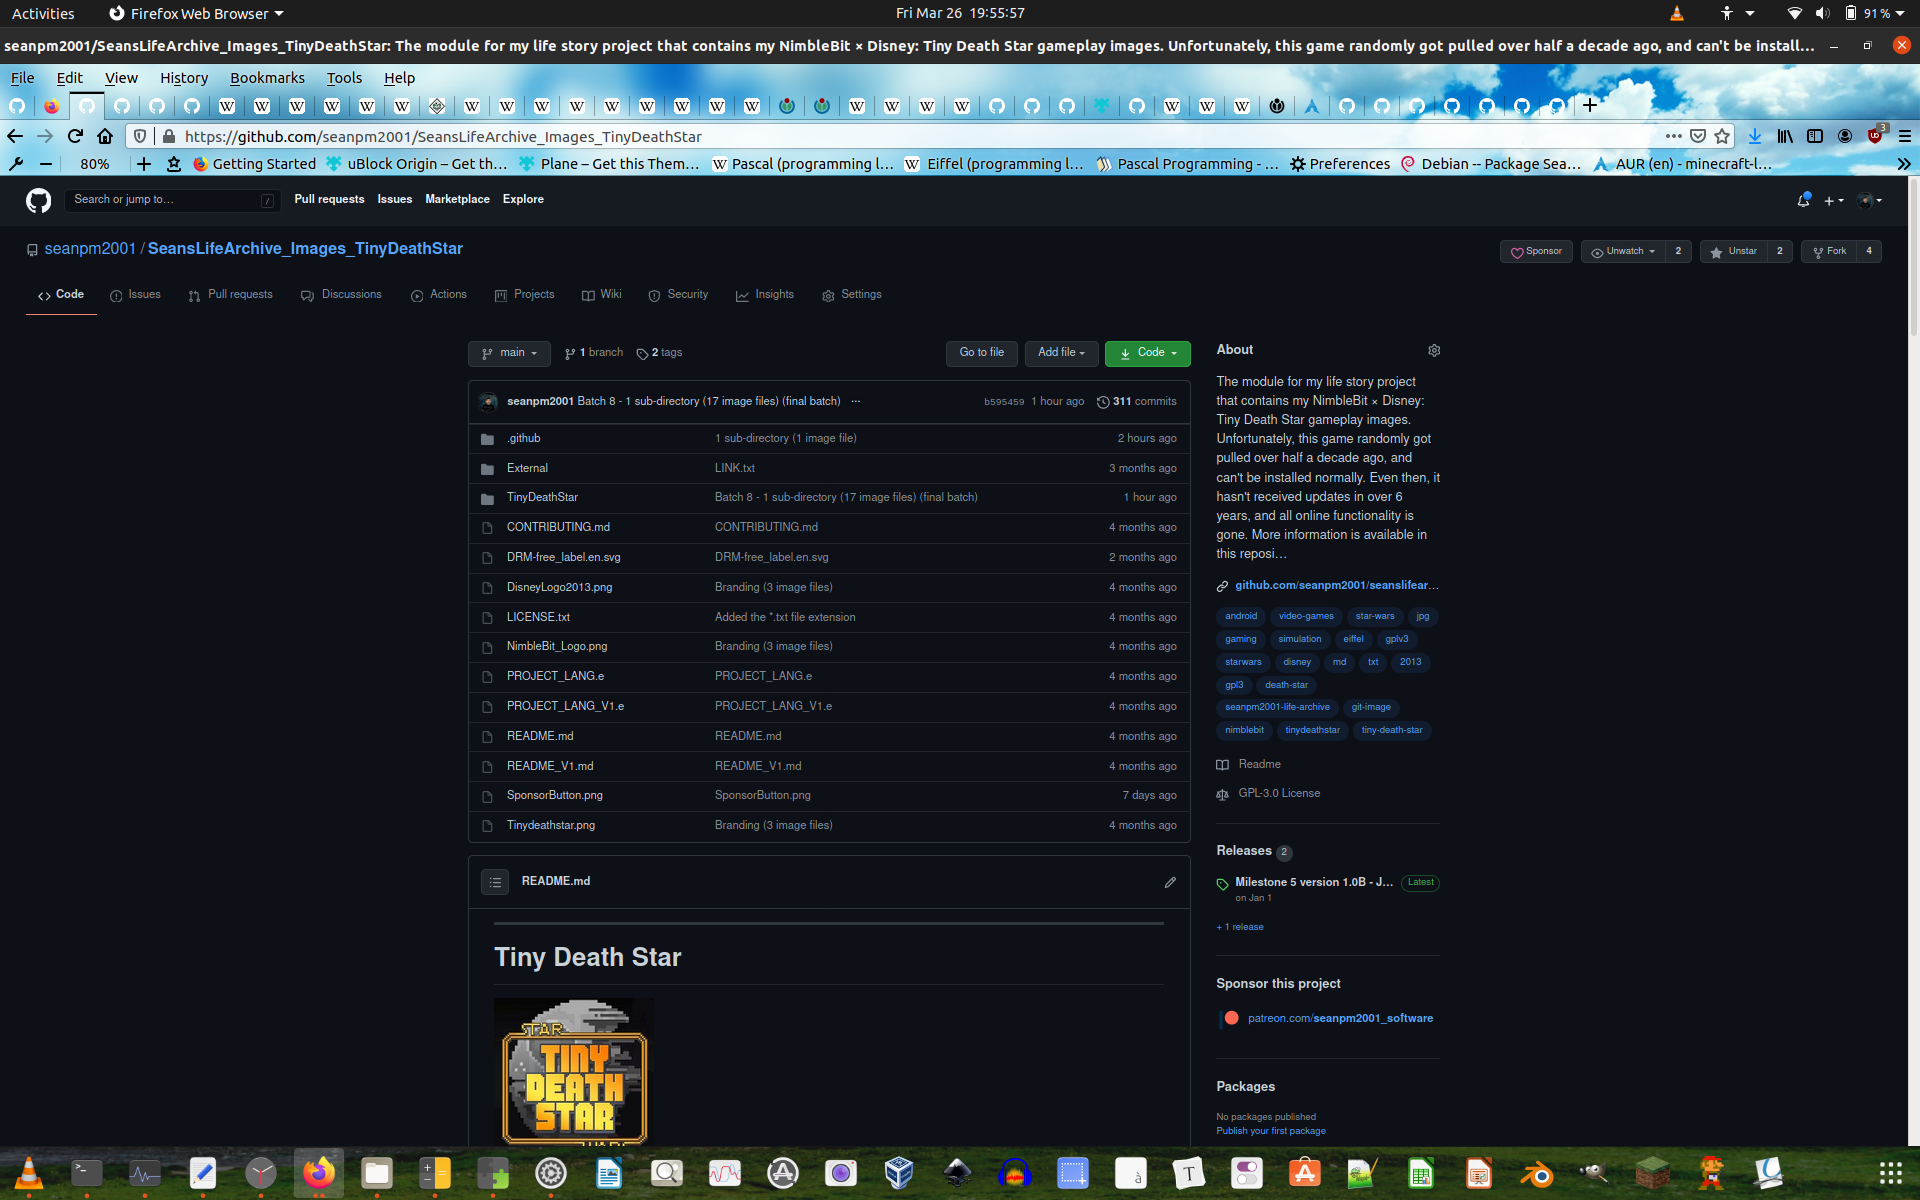 Activities Firefox Web Browser Fri Mar 26 19:55:57 91 %
seanpm2001/SeansLifeArchive_Images_TinyDeathStar: The module for my life story project that contains my NimbleBit × Disney: Tiny Death Star gameplay images. Unfortunately, this game randomly got pulled over half a decade ago, and can't be install…
File Edit View History Bookmarks Tools Help
https://github.com/seanpm2001/SeansLifeArchive_Images_TinyDeathStar 3
80% Getting Started uBlock Origin – Get th… Plane – Get this Them… Pascal (programming l… Eiffel (programming l… Pascal Programming - … Preferences Debian -- Package Sea… AUR (en) - minecraft-l…
Search or jump to… / Pull requests Issues Marketplace Explore
seanpm2001 / SeansLifeArchive_Images_TinyDeathStar Sponsor Unwatch 2 Unstar 2 Fork 4
Code Issues Pull requests Discussions Actions Projects Wiki Security Insights Settings
main 1 branch 2 tags Go to file Add file Code
seanpm2001 Batch 8 - 1 sub-directory (17 image files) (final batch) … b595459 1 hour ago 311 commits
.github 1 sub-directory (1 image file) 2 hours ago
External LINK.txt 3 months ago
TinyDeathStar Batch 8 - 1 sub-directory (17 image files) (final batch) 1 hour ago
CONTRIBUTING.md CONTRIBUTING.md 4 months ago
DRM-free_label.en.svg DRM-free_label.en.svg 2 months ago
DisneyLogo2013.png Branding (3 image files) 4 months ago
LICENSE.txt Added the *.txt file extension 4 months ago
NimbleBit_Logo.png Branding (3 image files) 4 months ago
PROJECT_LANG.e PROJECT_LANG.e 4 months ago
PROJECT_LANG_V1.e PROJECT_LANG_V1.e 4 months ago
README.md README.md 4 months ago
README_V1.md README_V1.md 4 months ago
SponsorButton.png SponsorButton.png 7 days ago
Tinydeathstar.png Branding (3 image files) 4 months ago
README.md
Tiny Death Star
STAR
TINY
DEATH
STAR
About
The module for my life story project
that contains my NimbleBit × Disney:
Tiny Death Star gameplay images.
Unfortunately, this game randomly got
pulled over half a decade ago, and
can't be installed normally. Even then, it
hasn't received updates in over 6
years, and all online functionality is
gone. More information is available in
this reposi…
github.com/seanpm2001/seanslifear…
android video-games star-wars jpg
gaming simulation eiffel gplv3
starwars disney md txt 2013
gpl3 death-star
seanpm2001-life-archive git-image
nimblebit tinydeathstar tiny-death-star
Readme
GPL-3.0 License
Releases 2
Milestone 5 version 1.0B - J… Latest
on Jan 1
+ 1 release
Sponsor this project
patreon.com/seanpm2001_software
Packages
No packages published
Publish your first package